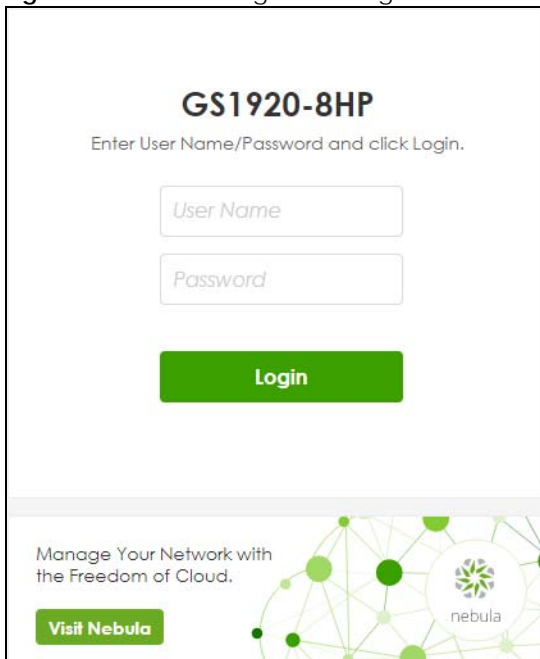 GS1920-8HP
Enter User Name/Password and click Login.
User Name
Password
Login
Manage Your Network with
the Freedom of Cloud.
Visit Nebula
nebula